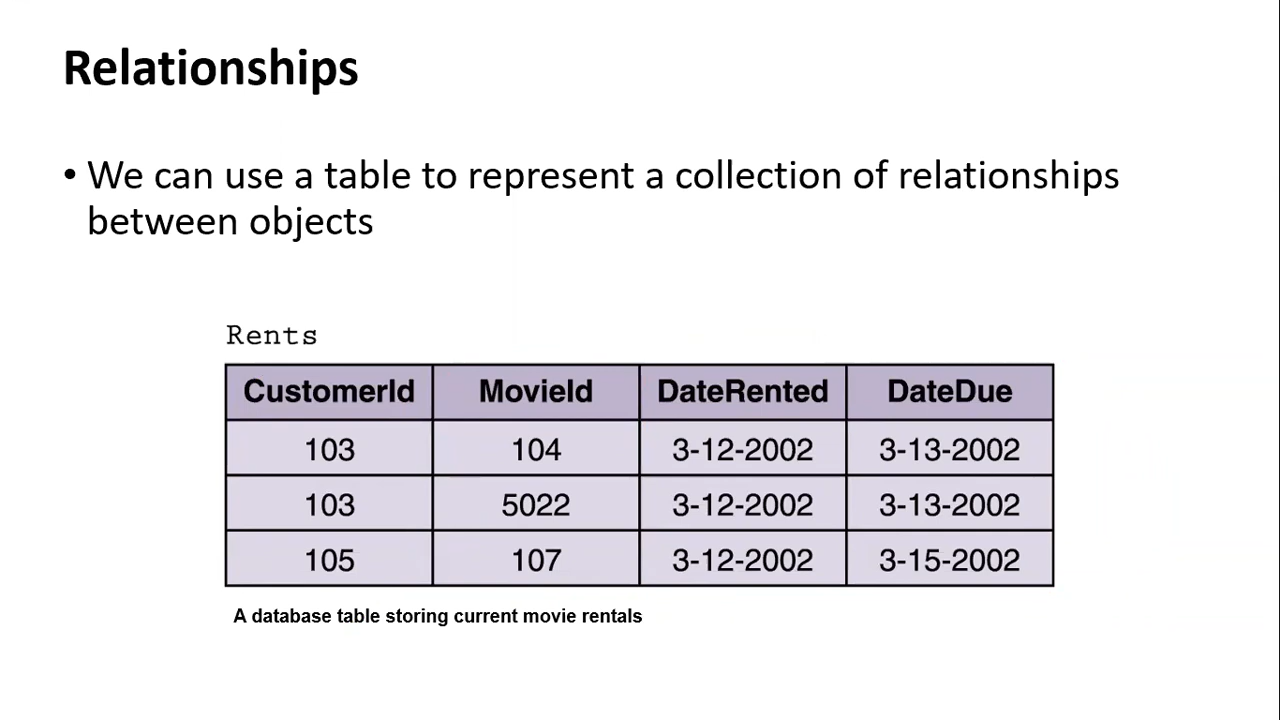 Relationships
• We can use a table to represent a collection of relationships
between objects
Rents
CustomerId MovieId DateRented DateDue
103 104 3-12-2002 3-13-2002
103 5022 3-12-2002 3-13-2002
105 107 3-12-2002 3-15-2002
A database table storing current movie rentals